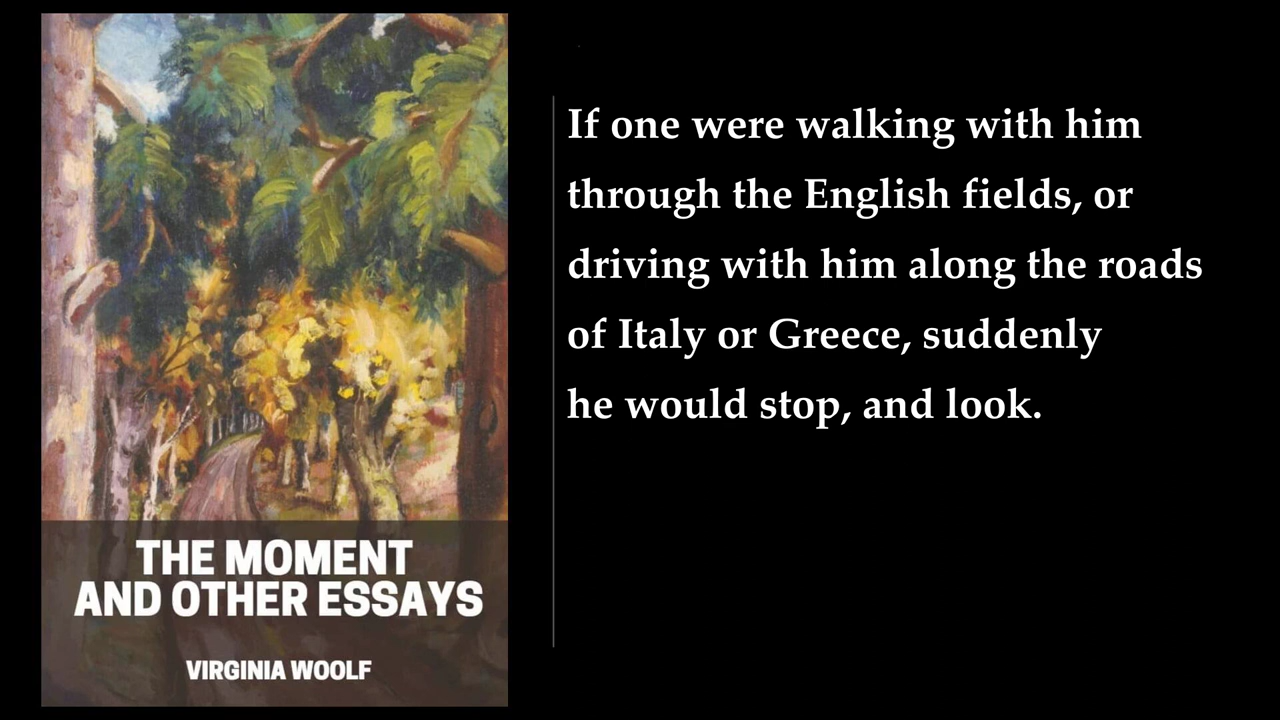 THE MOMENT
AND OTHER ESSAYS
VIRGINIA WOOLF
If one were walking with him
through the English fields, or
driving with him along the roads
of Italy or Greece, suddenly
he would stop, and look.